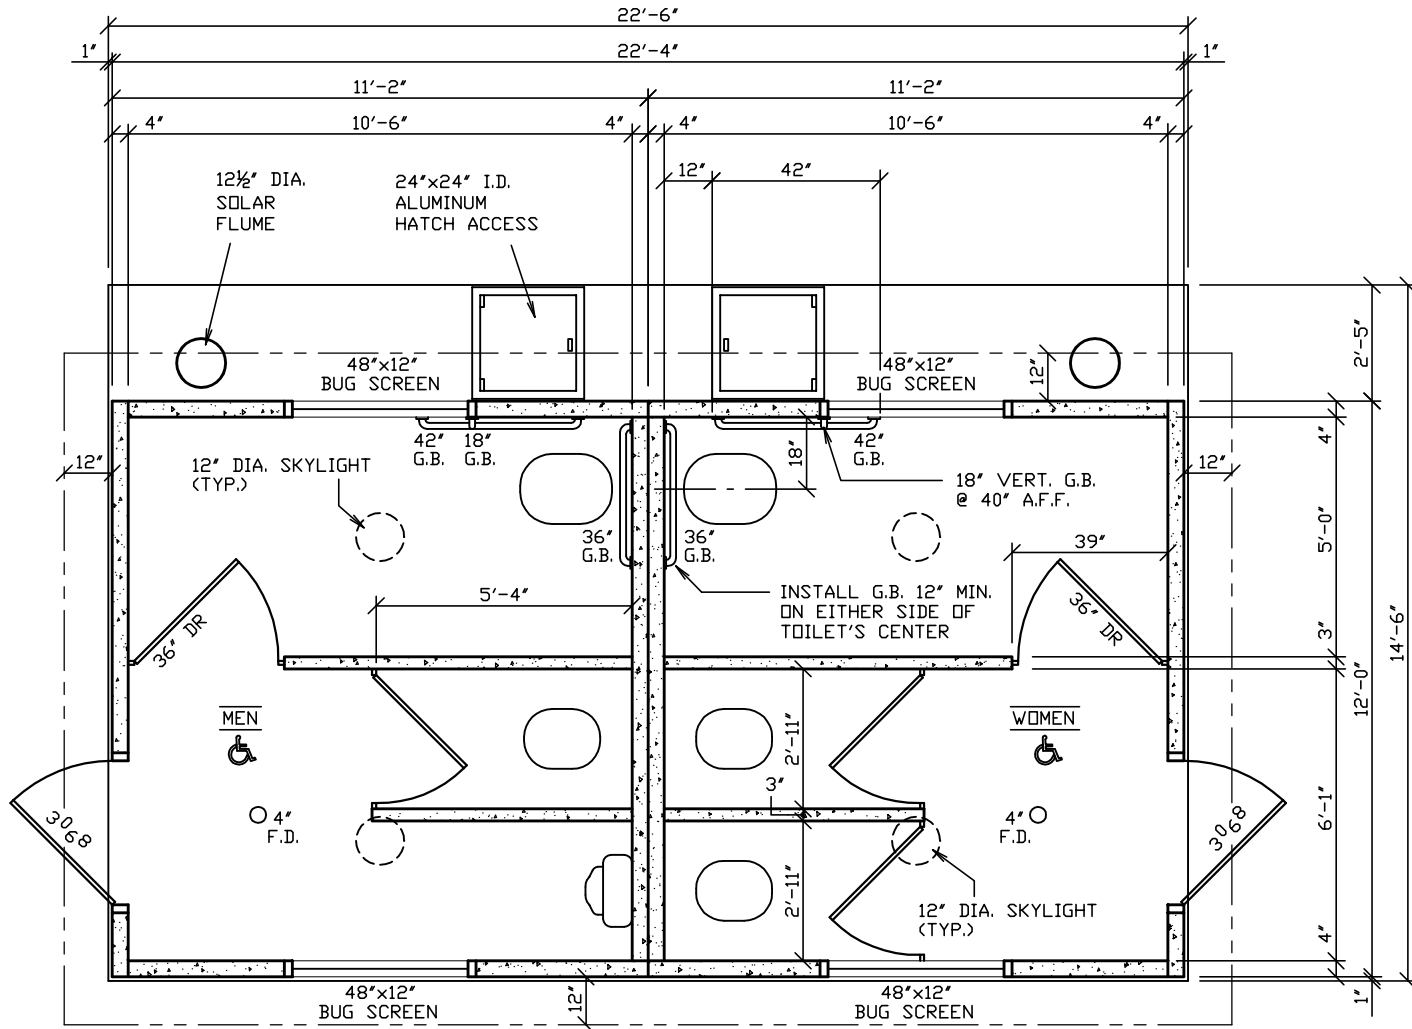 22'-6"
1"
22'-4"
1"
11'-2"
11'-2"
4"
10'-6"
4"
4"
10'-6"
4"
12"
42"
12½" DIA.
SOLAR
FLUME
24"x24" I.D.
ALUMINUM
HATCH ACCESS
48"x12"
BUG SCREEN
48"x12"
BUG SCREEN
12"
2'-5"
42"
G.B.
18"
G.B.
42"
G.B.
18"
4"
12"
12" DIA. SKYLIGHT
(TYP.)
18" VERT. G.B.
@ 40" A.F.F.
12"
36"
G.B.
36"
G.B.
39"
5'-0"
5'-4"
INSTALL G.B. 12" MIN.
ON EITHER SIDE OF
TOILET'S CENTER
36" DR
36" DR
3"
14'-6"
12'-0"
MEN
WOMEN
2'-11"
3"
4"
F.D.
4"
F.D.
6'-1"
3068
3068
2'-11"
12" DIA. SKYLIGHT
(TYP.)
4"
48"x12"
BUG SCREEN
12"
48"x12"
BUG SCREEN
1"